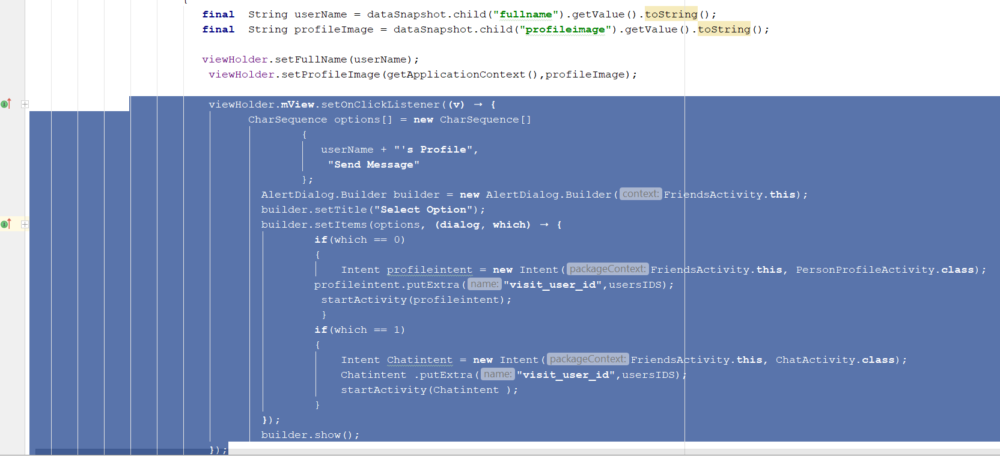 {
final  String userName = dataSnapshot.child("fullname").getValue().toString();
final  String profileImage = dataSnapshot.child("profileimage").getValue().toString();
viewHolder.setFullName(userName);
viewHolder.setProfileImage(getApplicationContext(),profileImage);
viewHolder.mView.setOnClickListener((v) → {
CharSequence options[] = new CharSequence[]
{
userName + "'s Profile",
"Send Message"
};
AlertDialog.Builder builder = new AlertDialog.Builder( context: FriendsActivity.this);
builder.setTitle("Select Option");
builder.setItems(options, (dialog, which) → {
if(which == 0)
{
Intent profileintent = new Intent( packageContext: FriendsActivity.this, PersonProfileActivity.class);
profileintent.putExtra( name: "visit_user_id",usersIDS);
startActivity(profileintent);
}
if(which == 1)
{
Intent Chatintent = new Intent( packageContext: FriendsActivity.this, ChatActivity.class);
Chatintent .putExtra( name: "visit_user_id",usersIDS);
startActivity(Chatintent );
}
});
builder.show();
});